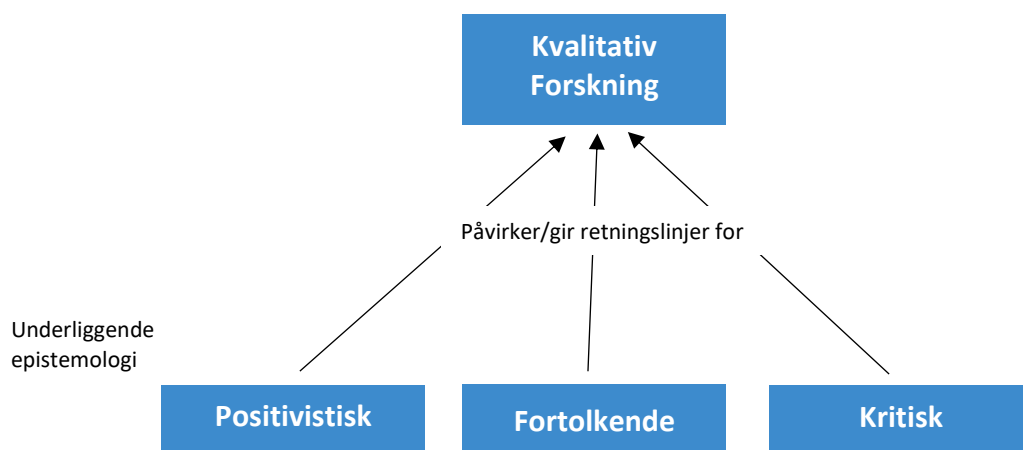 Kvalitativ
Forskning
Påvirker/gir retningslinjer for
Underliggende
epistemologi
Positivistisk
Fortolkende
Kritisk